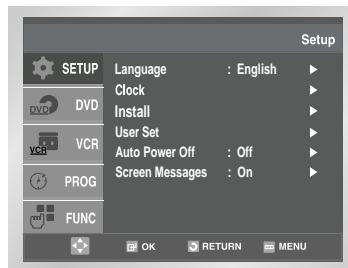 Setup
SETUP
Language : English ►
Clock ►
Install ►
User Set ►
Auto Power Off : Off ►
Screen Messages : On ►
DVD DVD
VCR VCR
PROG
FUNC
OK RETURN MENU